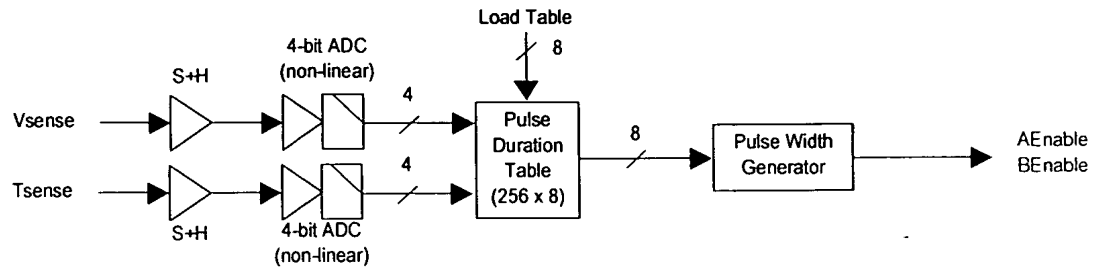 Load Table
8
4-bit ADC
(non-linear)
S+H
4
Vsense
Pulse
Duration
Table
(256 x 8)
8
Pulse Width
Generator
AEnable
BEnable
Tsense
4
S+H
4-bit ADC
(non-linear)